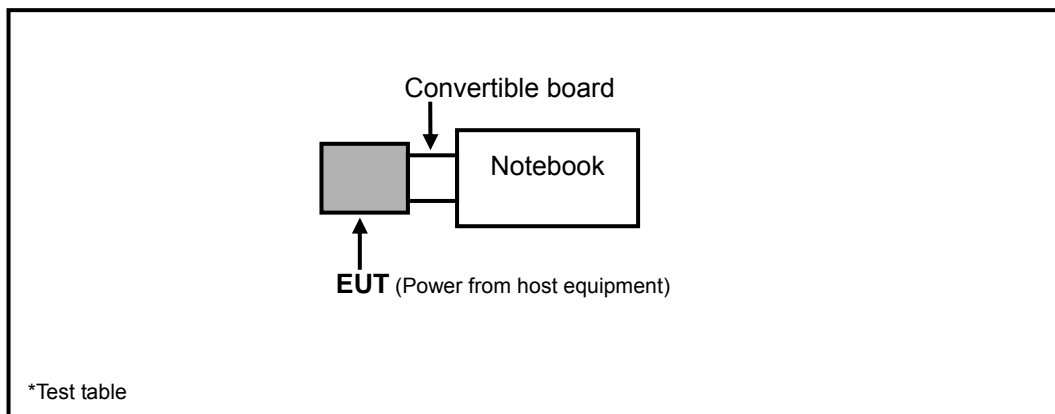 Convertible board
Notebook
EUT (Power from host equipment)
*Test table